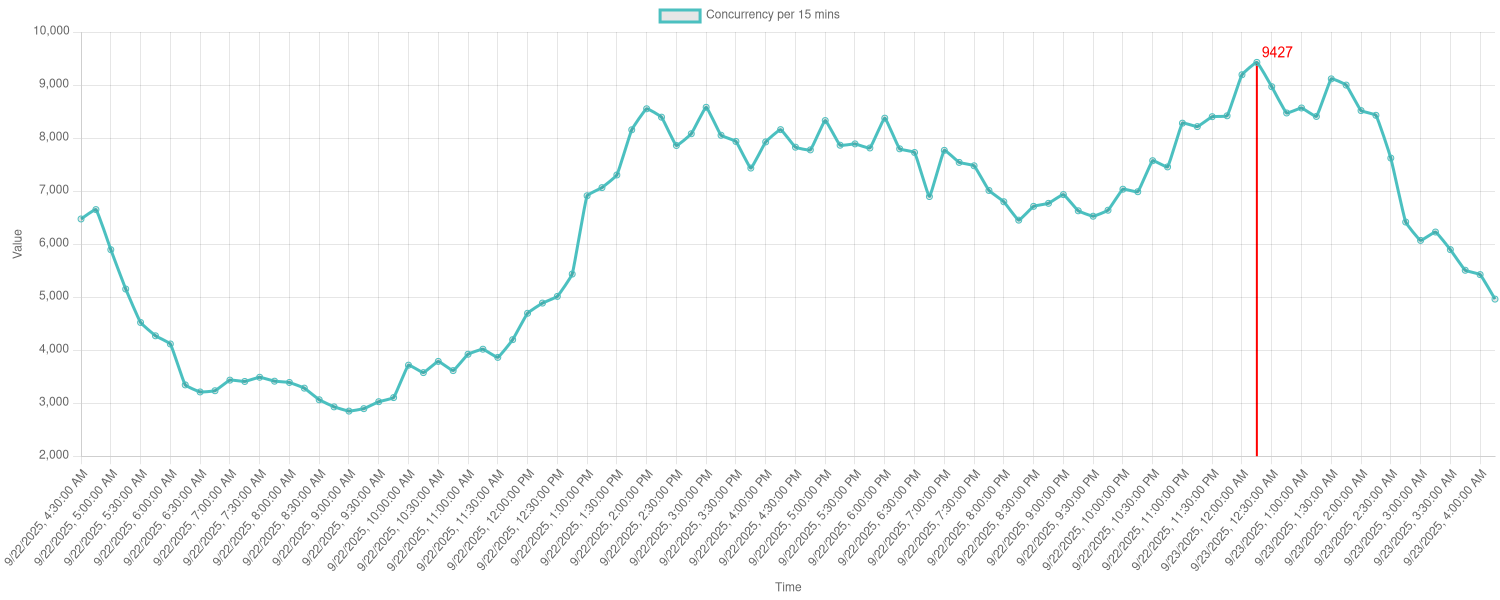 Concurrency per 15 mins
10,000
9427
9,000
8,000
7,000
6,000
Value
5,000
4,000
3,000
2,000
9/22/2025, 4:30:00 AM
9/22/2025, 5:00:00 AM
9/22/2025, 5:30:00 AM
9/22/2025, 6:00:00 AM
9/22/2025, 6:30:00 AM
9/22/2025, 7:00:00 AM
9/22/2025, 7:30:00 AM
9/22/2025, 8:00:00 AM
9/22/2025, 8:30:00 AM
9/22/2025, 9:00:00 AM
9/22/2025, 9:30:00 AM
9/22/2025, 10:00:00 AM
9/22/2025, 10:30:00 AM
9/22/2025, 11:00:00 AM
9/22/2025, 11:30:00 AM
9/22/2025, 12:00:00 PM
9/22/2025, 12:30:00 PM
9/22/2025, 1:00:00 PM
9/22/2025, 1:30:00 PM
9/22/2025, 2:00:00 PM
9/22/2025, 2:30:00 PM
9/22/2025, 3:00:00 PM
9/22/2025, 3:30:00 PM
9/22/2025, 4:00:00 PM
9/22/2025, 4:30:00 PM
9/22/2025, 5:00:00 PM
9/22/2025, 5:30:00 PM
9/22/2025, 6:00:00 PM
9/22/2025, 6:30:00 PM
9/22/2025, 7:00:00 PM
9/22/2025, 7:30:00 PM
9/22/2025, 8:00:00 PM
9/22/2025, 8:30:00 PM
9/22/2025, 9:00:00 PM
9/22/2025, 9:30:00 PM
9/22/2025, 10:00:00 PM
9/22/2025, 10:30:00 PM
9/22/2025, 11:00:00 PM
9/22/2025, 11:30:00 PM
9/23/2025, 12:00:00 AM
9/23/2025, 12:30:00 AM
9/23/2025, 1:00:00 AM
9/23/2025, 1:30:00 AM
9/23/2025, 2:00:00 AM
9/23/2025, 2:30:00 AM
9/23/2025, 3:00:00 AM
9/23/2025, 3:30:00 AM
9/23/2025, 4:00:00 AM
Time